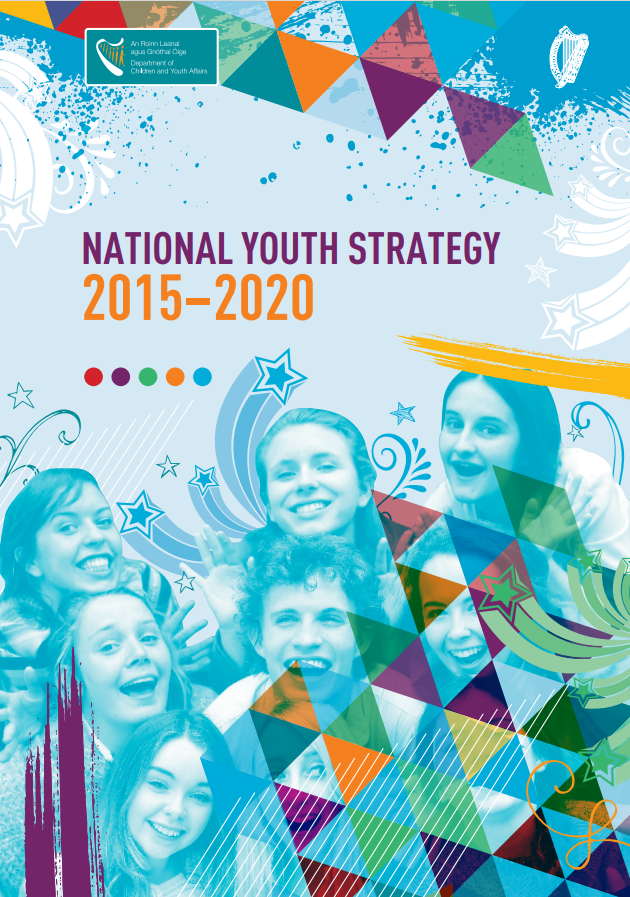 An Roinn Leanaí
agus Gnóthaí Óige
Department of
Children and Youth Affairs
NATIONAL YOUTH STRATEGY
2015–2020